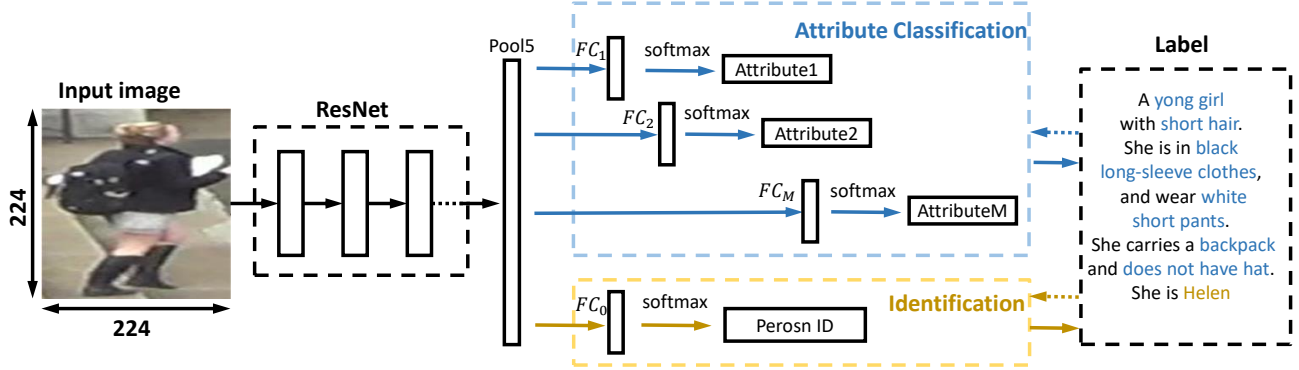 Input image
224
224
ResNet
Pool5
Attribute Classification
FC₁
softmax
Attribute1
FC₂
softmax
Attribute2
FC_M
softmax
AttributeM
Identification
FC₀
softmax
Perosn ID
Label
A yong girl
with short hair.
She is in black
long-sleeve clothes,
and wear white
short pants.
She carries a backpack
and does not have hat.
She is Helen